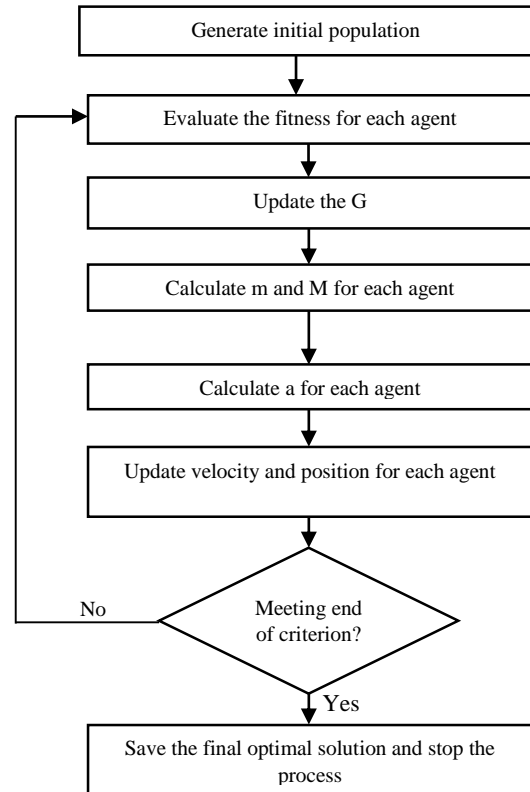 Generate initial population
Evaluate the fitness for each agent
Update the G
Calculate m and M for each agent
Calculate a for each agent
Update velocity and position for each agent
No
Meeting end
of criterion?
Yes
Save the final optimal solution and stop the
process